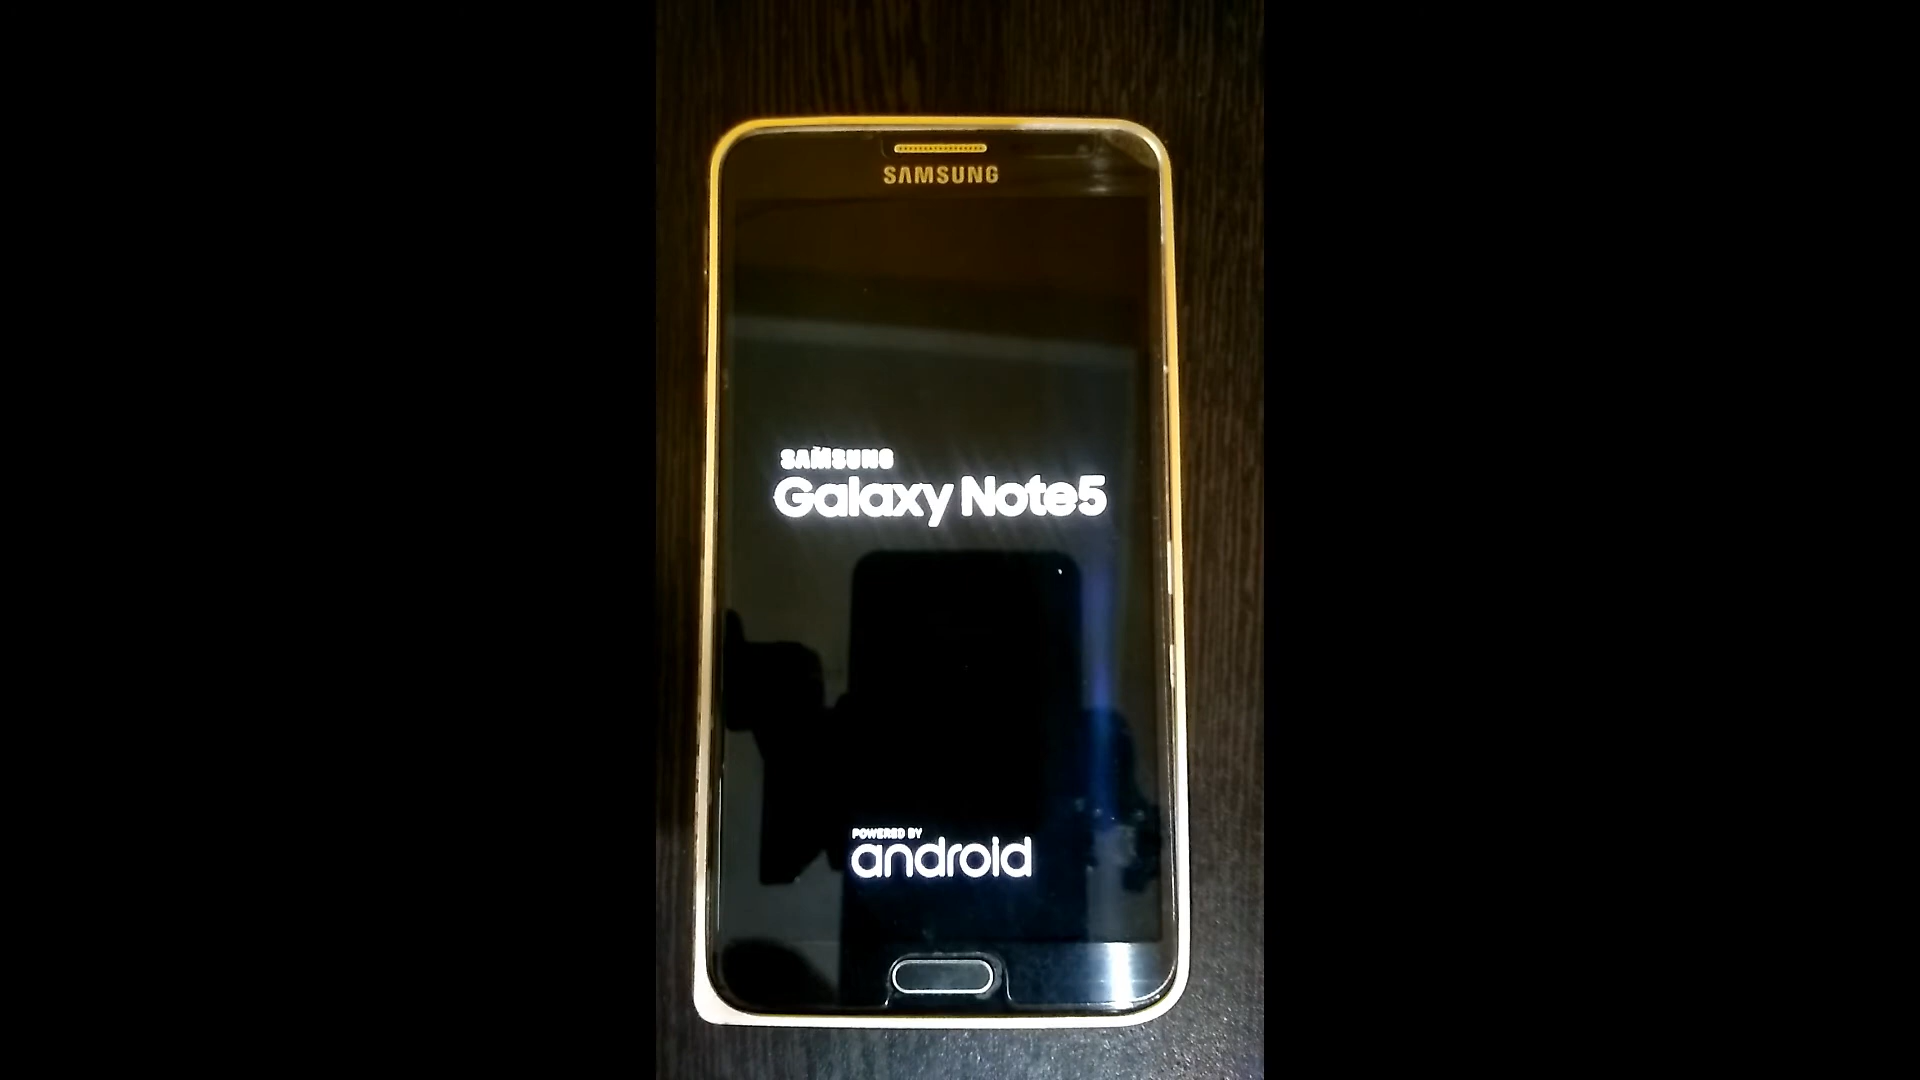 SAMSUNG
SAMSUNG
Galaxy Note5
POWERED BY
android